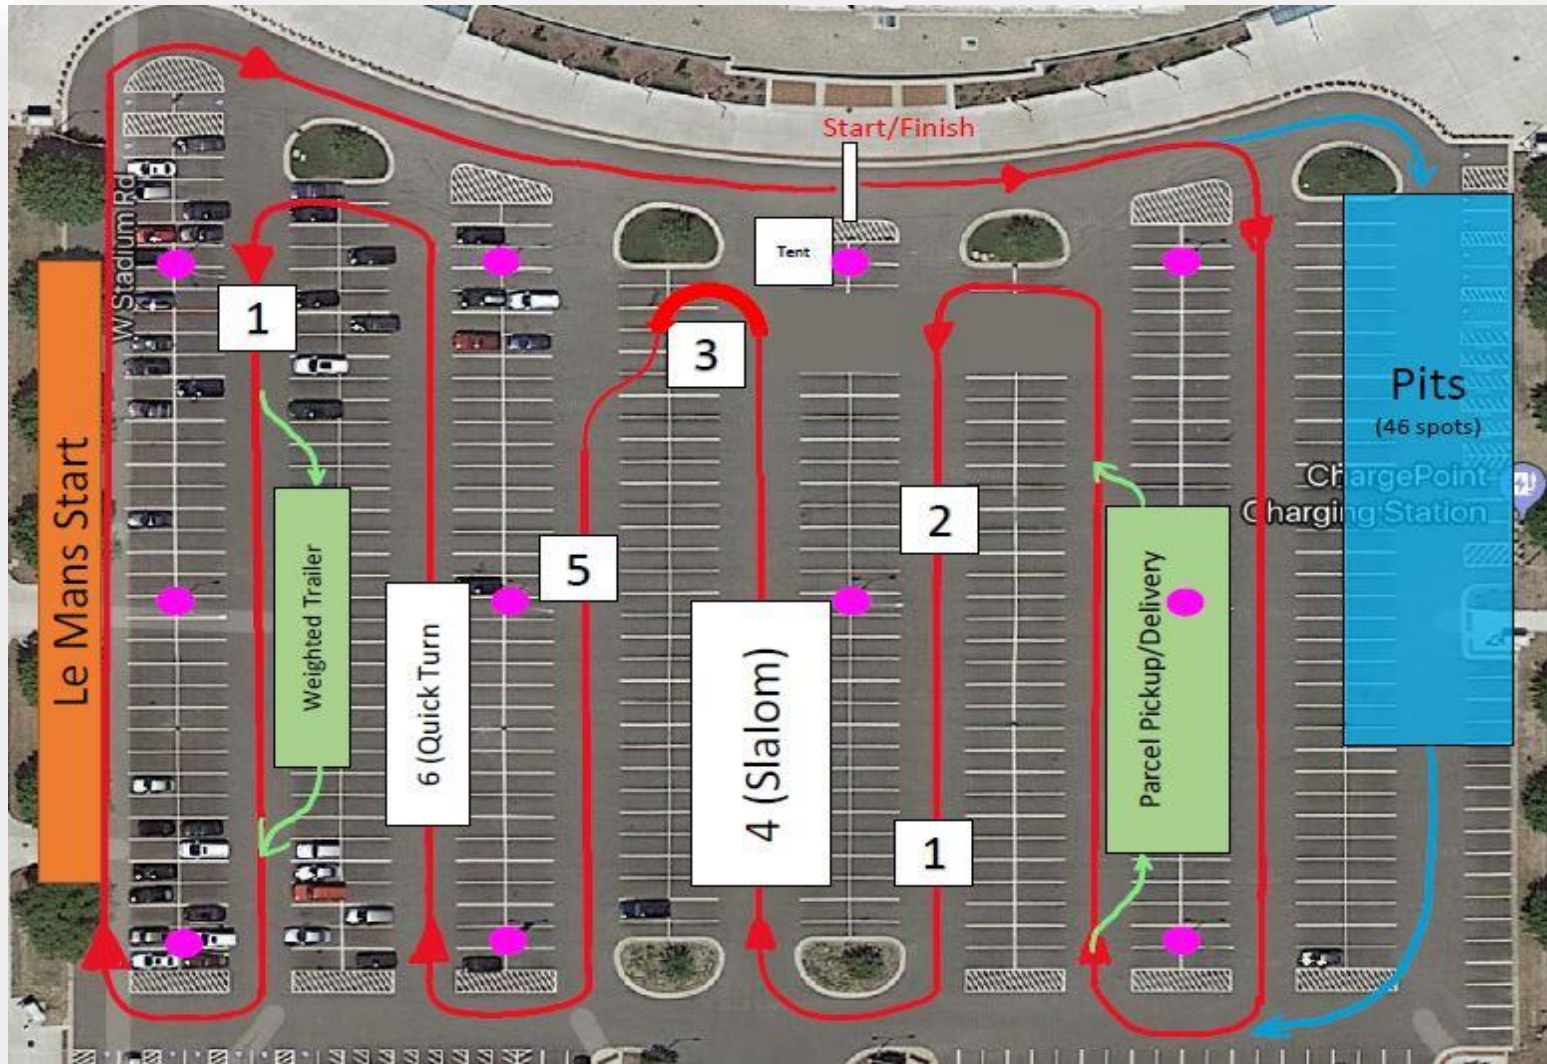 Start/Finish
W Stadium Rd
Tent
1
3
Pits
(46 spots)
Le Mans Start
ChargePoint
Charging Station
2
5
Weighted Trailer
6 (Quick Turn)
4 (Slalom)
Parcel Pickup/Delivery
1